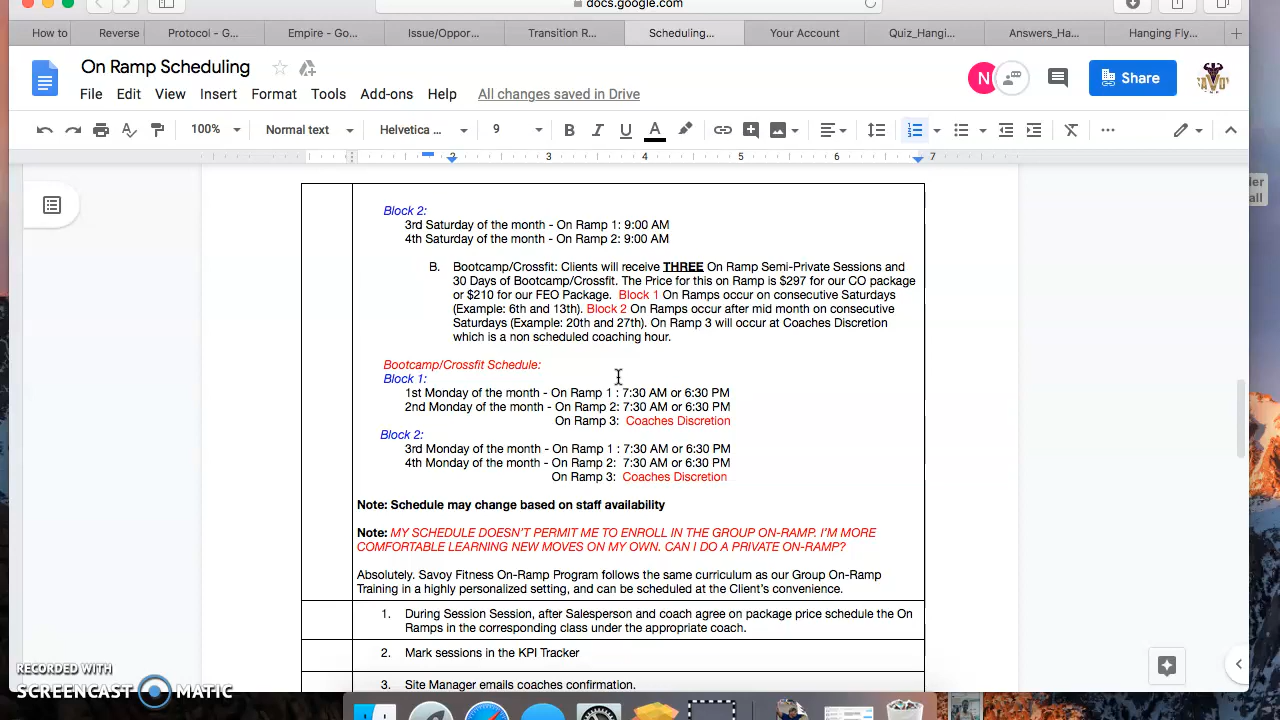 docs.google.com
How to
Reverse
Protocol - G...
Empire - Go...
Issue/Oppor...
Transition R...
Scheduling...
Your Account
Quiz_Hangi...
Answers_Ha...
Hanging Fly...
On Ramp Scheduling
File Edit View Insert Format Tools Add-ons Help All changes saved in Drive
N
Share
100% Normal text Helvetica ... 9 B I U A
2 3 4 5 6 7
Block 2:
3rd Saturday of the month - On Ramp 1: 9:00 AM
4th Saturday of the month - On Ramp 2: 9:00 AM
B. Bootcamp/Crossfit: Clients will receive THREE On Ramp Semi-Private Sessions and
30 Days of Bootcamp/Crossfit. The Price for this on Ramp is $297 for our CO package
or $210 for our FEO Package. Block 1 On Ramps occur on consecutive Saturdays
(Example: 6th and 13th). Block 2 On Ramps occur after mid month on consecutive
Saturdays (Example: 20th and 27th). On Ramp 3 will occur at Coaches Discretion
which is a non scheduled coaching hour.
Bootcamp/Crossfit Schedule:
Block 1:
1st Monday of the month - On Ramp 1 : 7:30 AM or 6:30 PM
2nd Monday of the month - On Ramp 2: 7:30 AM or 6:30 PM
On Ramp 3: Coaches Discretion
Block 2:
3rd Monday of the month - On Ramp 1 : 7:30 AM or 6:30 PM
4th Monday of the month - On Ramp 2: 7:30 AM or 6:30 PM
On Ramp 3: Coaches Discretion
Note: Schedule may change based on staff availability
Note: MY SCHEDULE DOESN'T PERMIT ME TO ENROLL IN THE GROUP ON-RAMP. I'M MORE
COMFORTABLE LEARNING NEW MOVES ON MY OWN. CAN I DO A PRIVATE ON-RAMP?
Absolutely. Savoy Fitness On-Ramp Program follows the same curriculum as our Group On-Ramp
Training in a highly personalized setting, and can be scheduled at the Client's convenience.
1. During Session Session, after Salesperson and coach agree on package price schedule the On
Ramps in the corresponding class under the appropriate coach.
2. Mark sessions in the KPI Tracker
3. Site Manager emails coaches confirmation.
RECORDED WITH
SCREENCAST MATIC